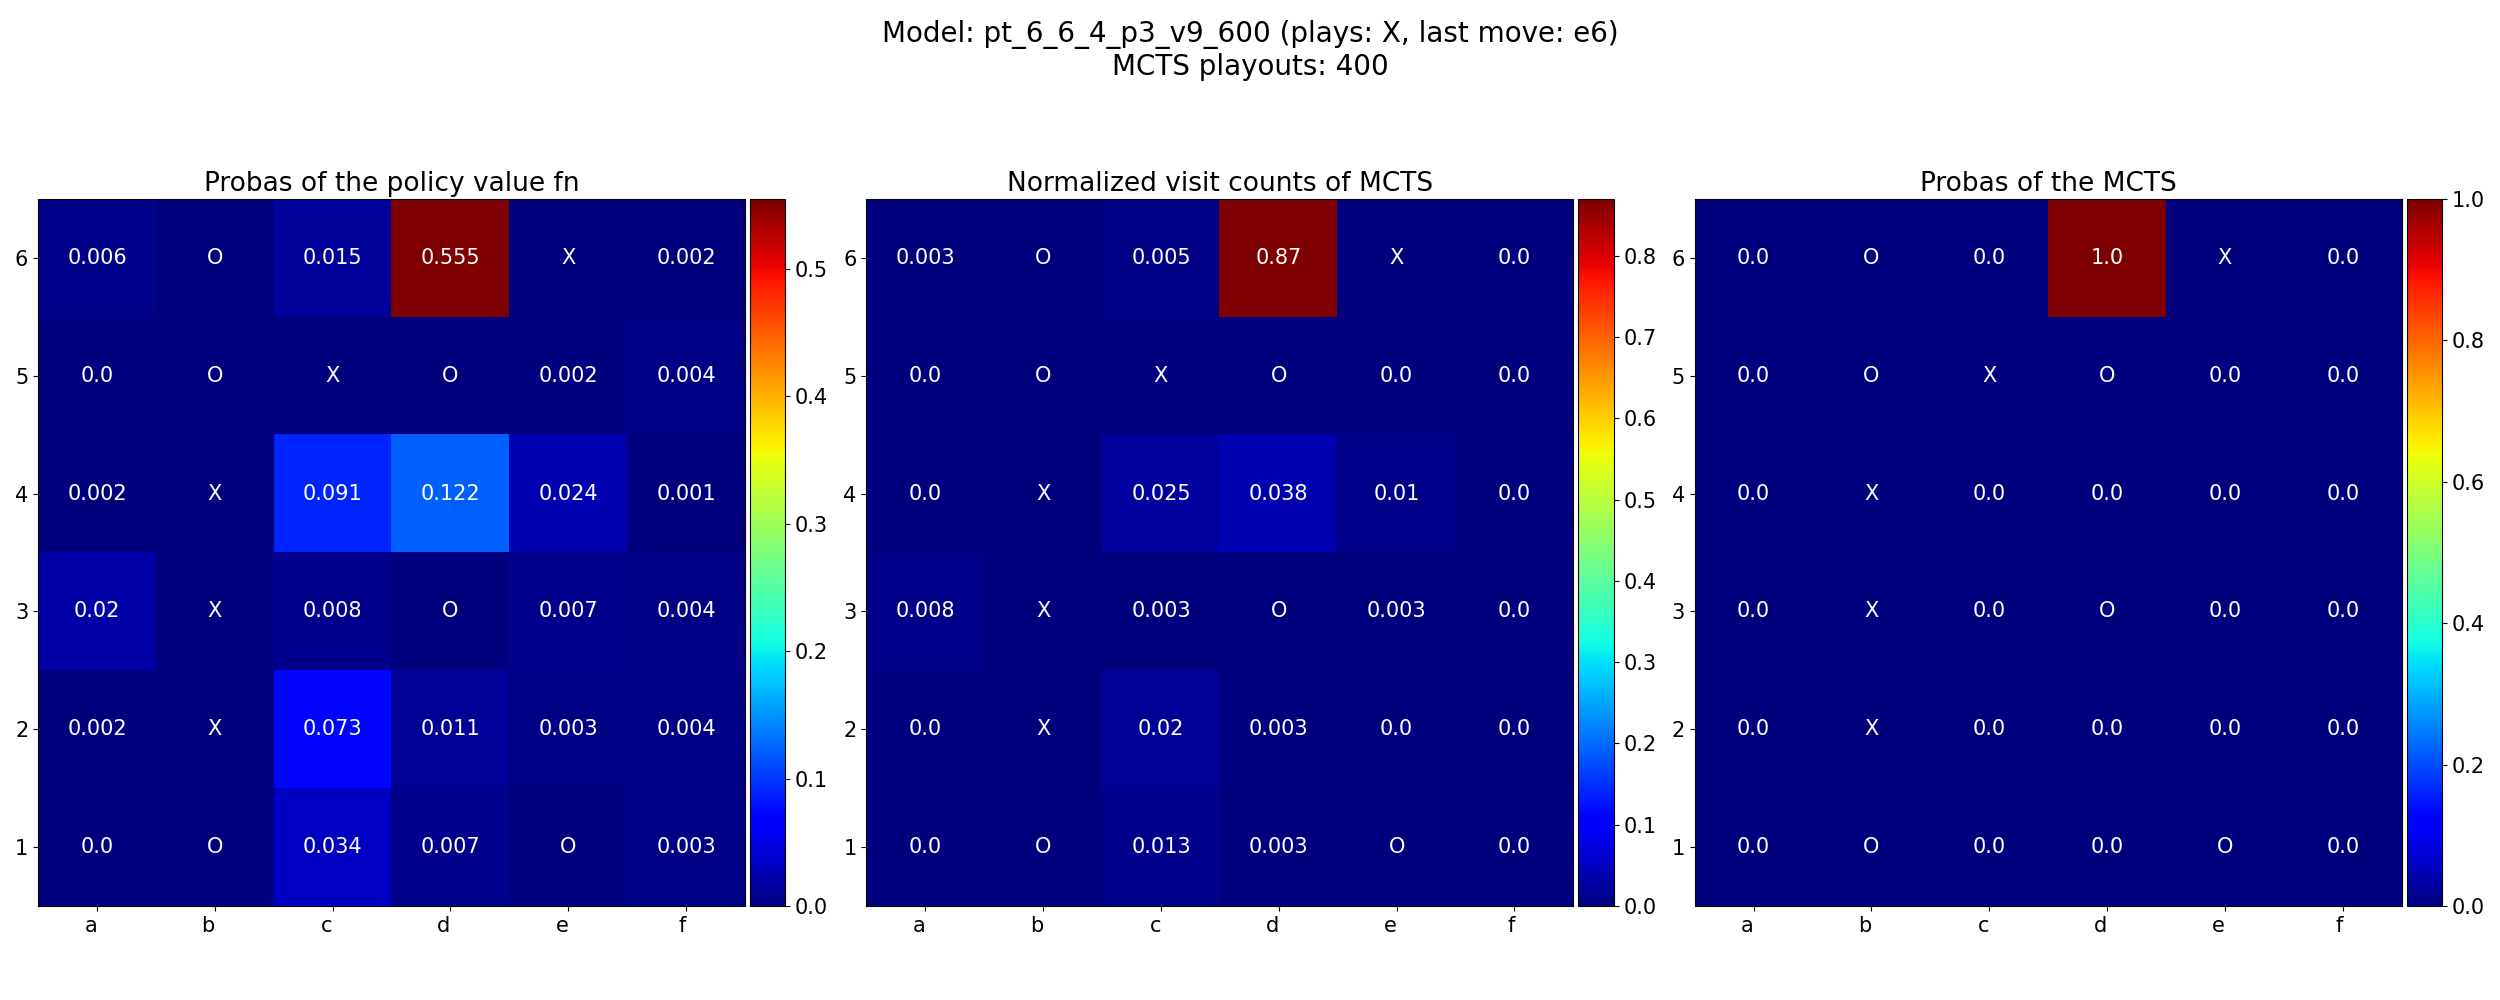 Model: pt_6_6_4_p3_v9_600 (plays: X, last move: e6)
MCTS playouts: 400
Probas of the policy value fn
6 0.006 O 0.015 0.555 X 0.002
5 0.0 O X O 0.002 0.004
4 0.002 X 0.091 0.122 0.024 0.001
3 0.02 X 0.008 O 0.007 0.004
2 0.002 X 0.073 0.011 0.003 0.004
1 0.0 O 0.034 0.007 O 0.003
a b c d e f
0.5
0.4
0.3
0.2
0.1
0.0
Normalized visit counts of MCTS
6 0.003 O 0.005 0.87 X 0.0
5 0.0 O X O 0.0 0.0
4 0.0 X 0.025 0.038 0.01 0.0
3 0.008 X 0.003 O 0.003 0.0
2 0.0 X 0.02 0.003 0.0 0.0
1 0.0 O 0.013 0.003 O 0.0
a b c d e f
0.8
0.7
0.6
0.5
0.4
0.3
0.2
0.1
0.0
Probas of the MCTS
6 0.0 O 0.0 1.0 X 0.0
5 0.0 O X O 0.0 0.0
4 0.0 X 0.0 0.0 0.0 0.0
3 0.0 X 0.0 O 0.0 0.0
2 0.0 X 0.0 0.0 0.0 0.0
1 0.0 O 0.0 0.0 O 0.0
a b c d e f
1.0
0.8
0.6
0.4
0.2
0.0